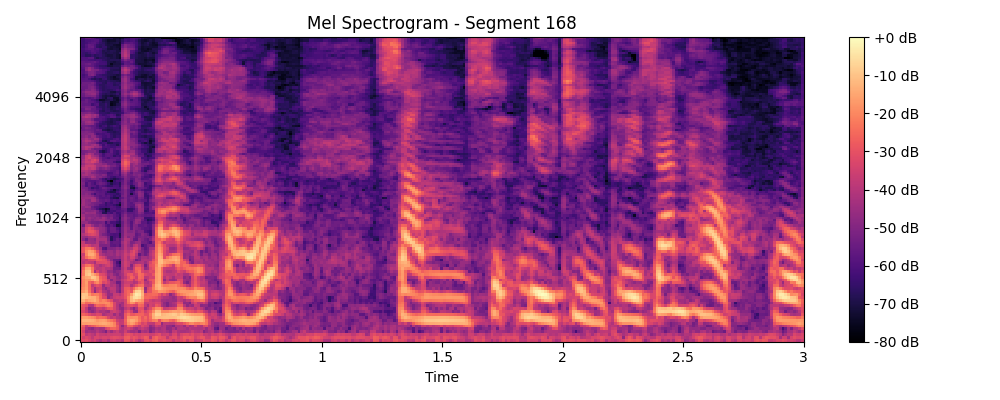 Mel Spectrogram - Segment 168
Frequency
4096
2048
1024
512
0
0
0.5
1
1.5
2
2.5
3
Time
+0 dB
-10 dB
-20 dB
-30 dB
-40 dB
-50 dB
-60 dB
-70 dB
-80 dB